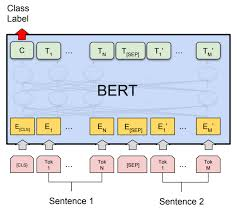 Class
Label
C T1 ... TN T[SEP] T1' ... TM'
BERT
E[CLS] E1 ... EN E[SEP] E1' ... EM'
[CLS] Tok 1 ... Tok N [SEP] Tok 1 ... Tok M
Sentence 1 Sentence 2